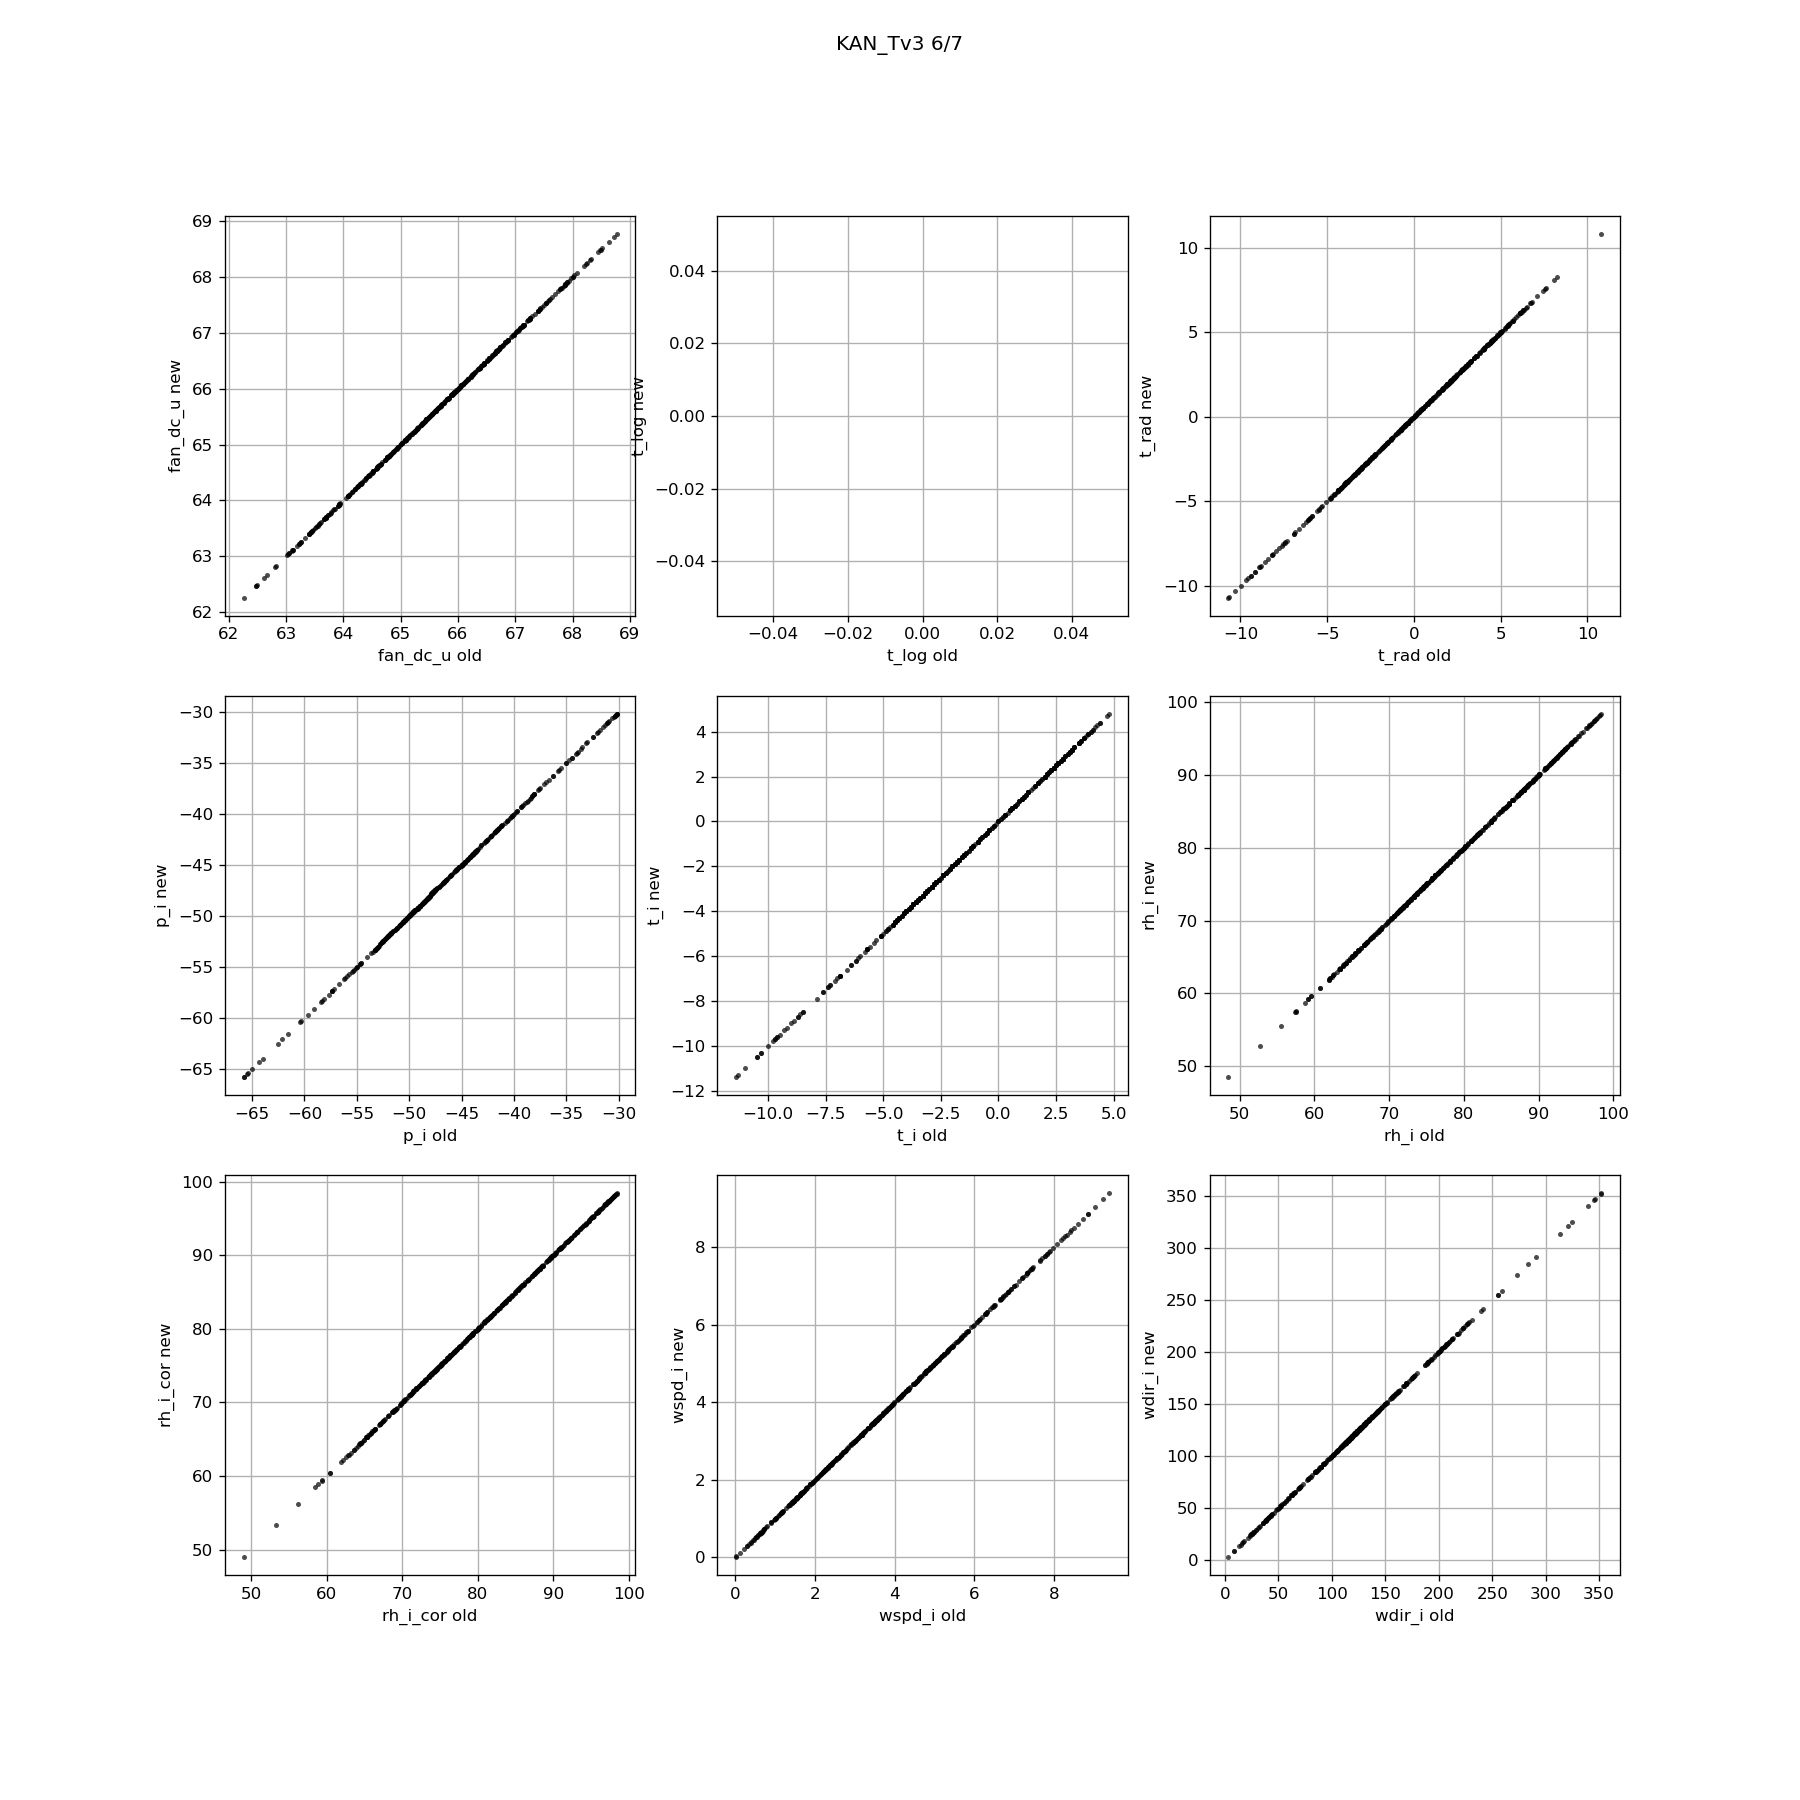 KAN_Tv3 6/7
69
68
67
66
65
64
63
62
fan_dc_u new
62 63 64 65 66 67 68 69
fan_dc_u old
0.04
0.02
0.00
−0.02
−0.04
t_log new
−0.04 −0.02 0.00 0.02 0.04
t_log old
10
5
0
−5
−10
t_rad new
−10 −5 0 5 10
t_rad old
−30
−35
−40
−45
−50
−55
−60
−65
p_i new
−65 −60 −55 −50 −45 −40 −35 −30
p_i old
4
2
0
−2
−4
−6
−8
−10
−12
t_i new
−10.0 −7.5 −5.0 −2.5 0.0 2.5 5.0
t_i old
100
90
80
70
60
50
rh_i new
50 60 70 80 90 100
rh_i old
100
90
80
70
60
50
rh_i_cor new
50 60 70 80 90 100
rh_i_cor old
8
6
4
2
0
wspd_i new
0 2 4 6 8
wspd_i old
350
300
250
200
150
100
50
0
wdir_i new
0 50 100 150 200 250 300 350
wdir_i old